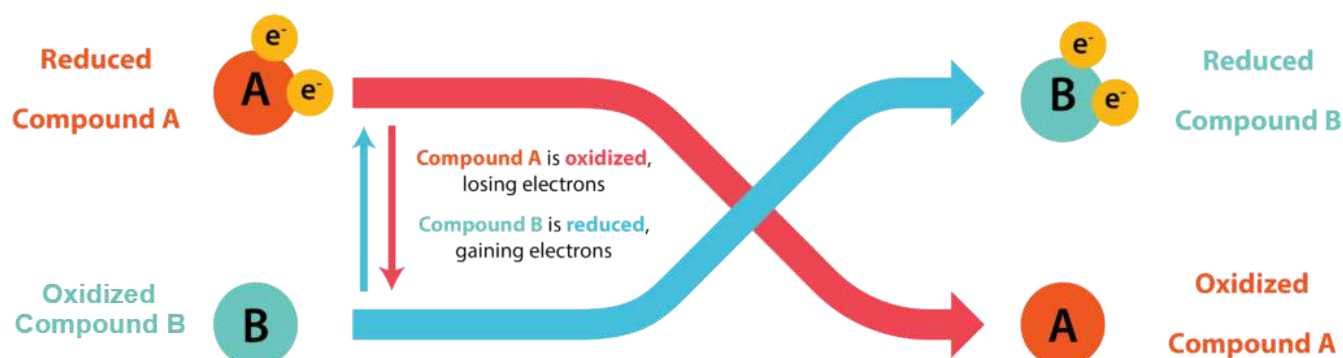 Reduced
Compound A
A
e-
e-
Compound A is oxidized,
losing electrons
Compound B is reduced,
gaining electrons
Oxidized
Compound B
B
B
e-
e-
Reduced
Compound B
A
Oxidized
Compound A